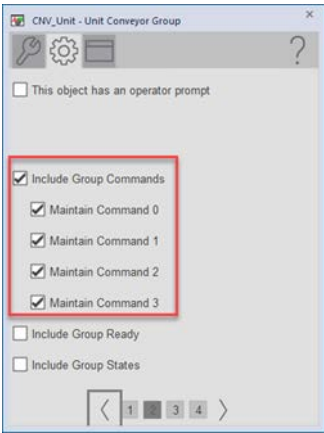 CNV_Unit - Unit Conveyor Group
This object has an operator prompt
Include Group Commands
Maintain Command 0
Maintain Command 1
Maintain Command 2
Maintain Command 3
Include Group Ready
Include Group States
1 2 3 4